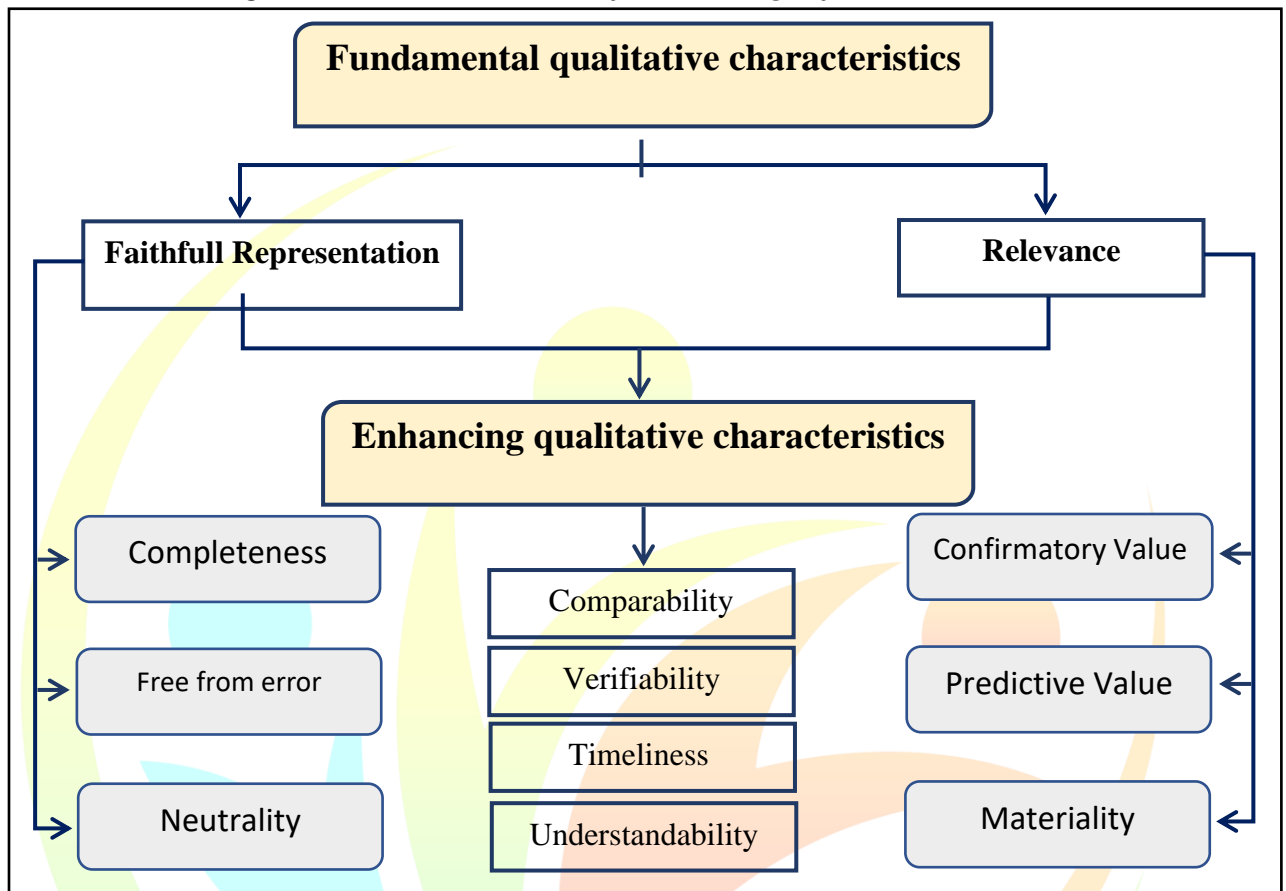 Fundamental qualitative characteristics
Faithfull Representation
Relevance
Enhancing qualitative characteristics
Completeness
Confirmatory Value
Comparability
Free from error
Verifiability
Predictive Value
Timeliness
Neutrality
Materiality
Understandability